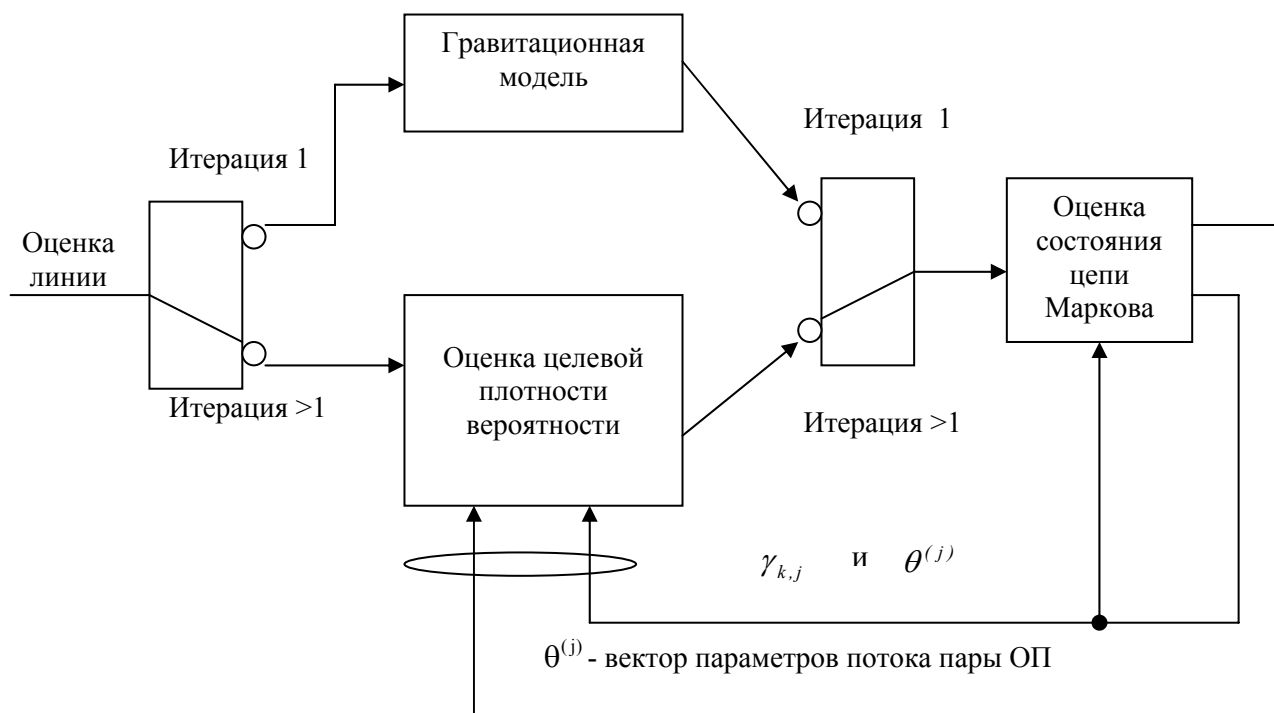 Гравитационная
модель
Итерация 1
Итерация 1
Оценка
линии
Оценка
состояния
цепи
Маркова
Оценка целевой
плотности
вероятности
Итерация >1
Итерация >1
γ_{k,j} и θ^{(j)}
θ^{(j)} - вектор параметров потока пары ОП